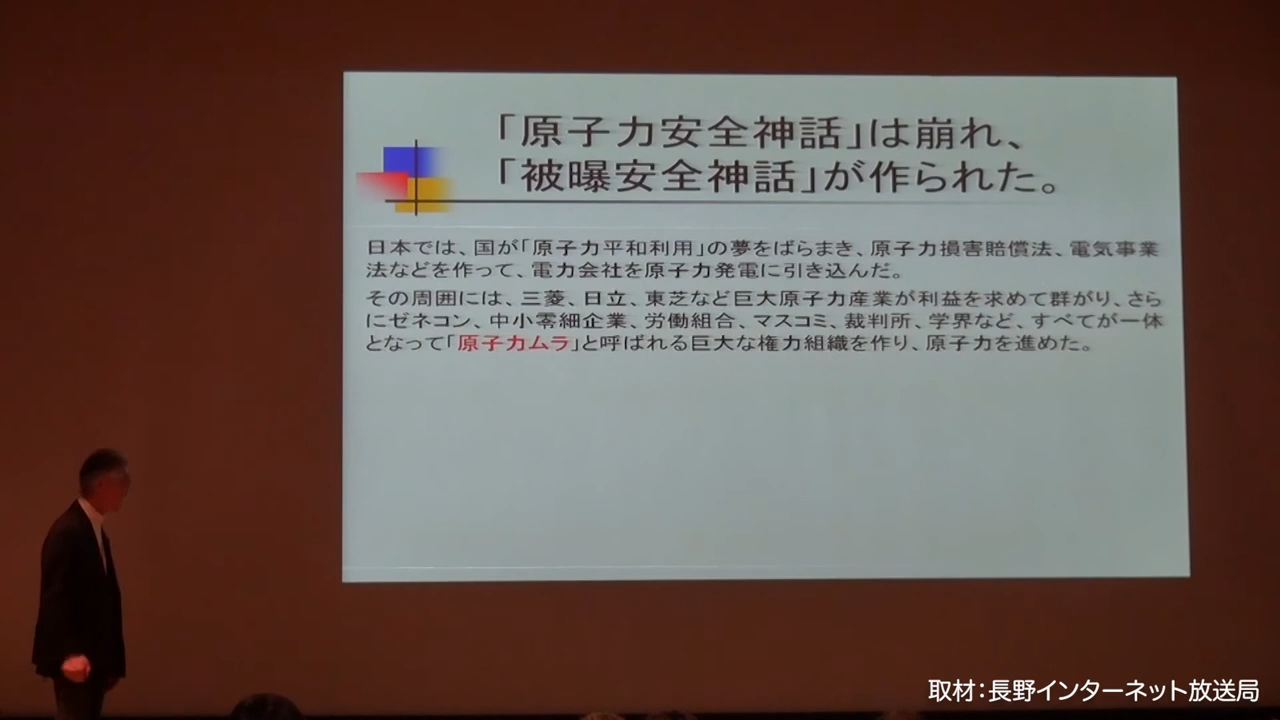 「原子力安全神話」は崩れ、
「被曝安全神話」が作られた。
日本では、国が「原子力平和利用」の夢をばらまき、原子力損害賠償法、電気事業
法などを作って、電力会社を原子力発電に引き込んだ。
その周囲には、三菱、日立、東芝など巨大原子力産業が利益を求めて群がり、さら
にゼネコン、中小零細企業、労働組合、マスコミ、裁判所、学界など、すべてが一体
となって「原子力ムラ」と呼ばれる巨大な権力組織を作り、原子力を進めた。
取材：長野インターネット放送局